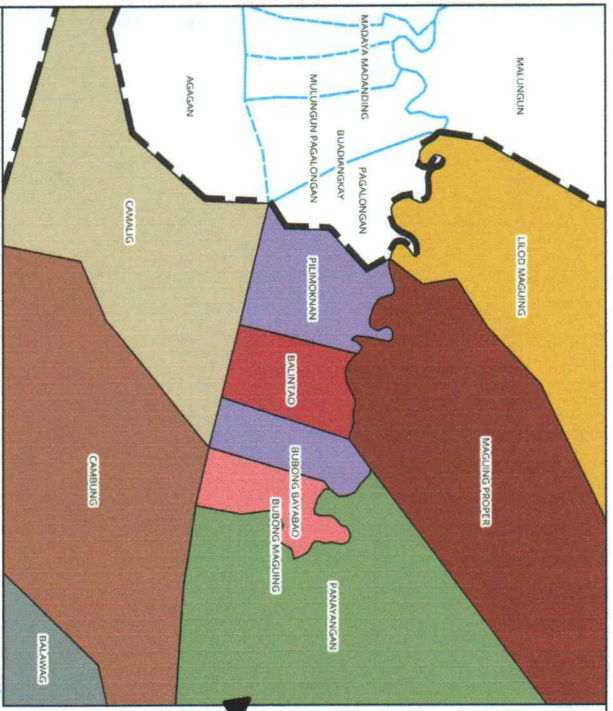 MALUNGUN
MADAYA MADANDING
BUADIANGKAY
PAGALONGAN
MULUNGUN PAGALONGAN
AGAGAN
LILOD MAGUING
MAGUING PROPER
PILIMOKNAN
CAMALIG
BALINTAO
BUBONG BAYABAO
BUBONG MAGUING
PANAYANGAN
CAMBUNG
BALAWAG